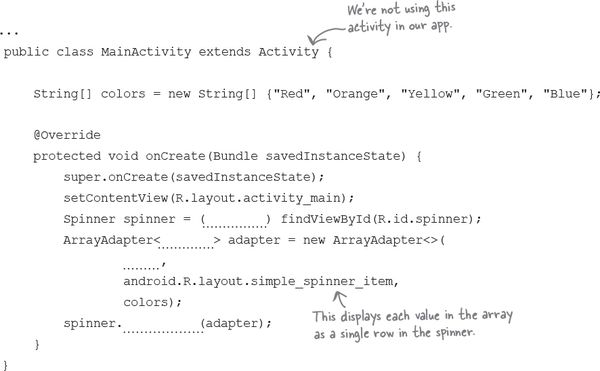 We're not using this
activity in our app.
...
public class MainActivity extends Activity {
String[] colors = new String[] {"Red", "Orange", "Yellow", "Green", "Blue"};
@Override
protected void onCreate(Bundle savedInstanceState) {
super.onCreate(savedInstanceState);
setContentView(R.layout.activity_main);
Spinner spinner = (..............) findViewById(R.id.spinner);
ArrayAdapter<............> adapter = new ArrayAdapter<>(
........,
android.R.layout.simple_spinner_item,
colors);
This displays each value in the array
as a single row in the spinner.
spinner.................(adapter);
}
}